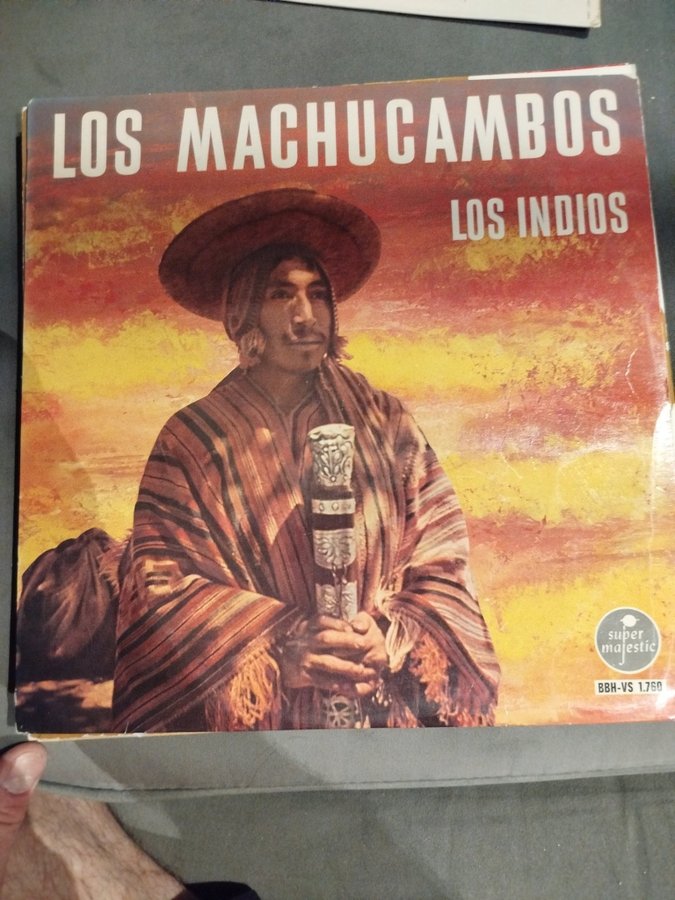 LOS MACHUCAMBOS
LOS INDIOS
super
majestic
BBH-VS 1.760